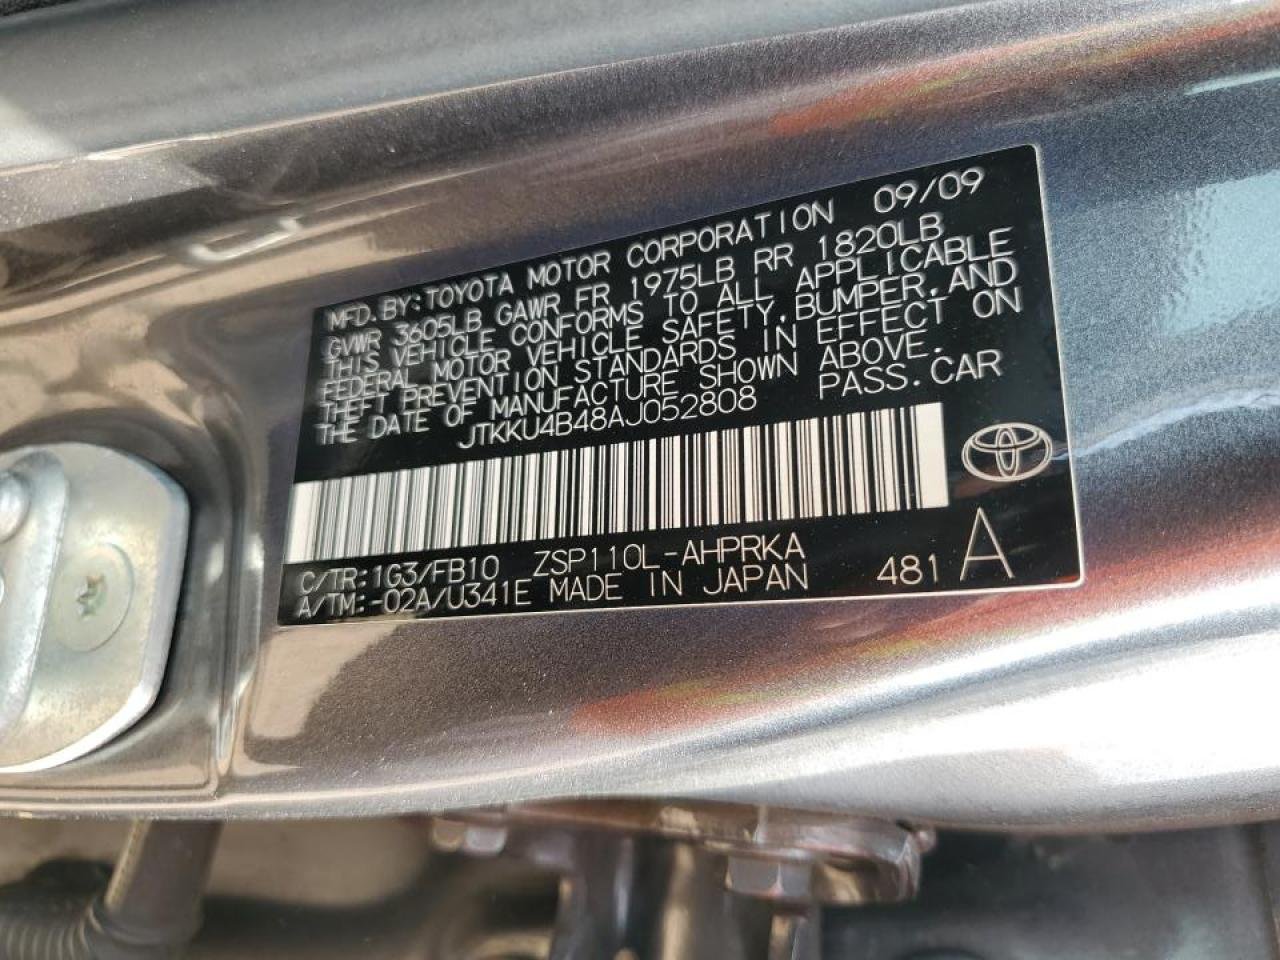 MFD. BY: TOYOTA MOTOR CORPORATION 09/09
GVWR 3605LB GAWR FR 1975LB RR 1820LB
THIS VEHICLE CONFORMS TO ALL APPLICABLE
FEDERAL MOTOR VEHICLE SAFETY, BUMPER, AND
THEFT PREVENTION STANDARDS IN EFFECT ON
THE DATE OF MANUFACTURE SHOWN ABOVE.
JTKKU4B48AJ052808 PASS. CAR
C/TR: 1G3/FB10 ZSP110L-AHPRKA
A/TM: -02A/U341E MADE IN JAPAN 481 A